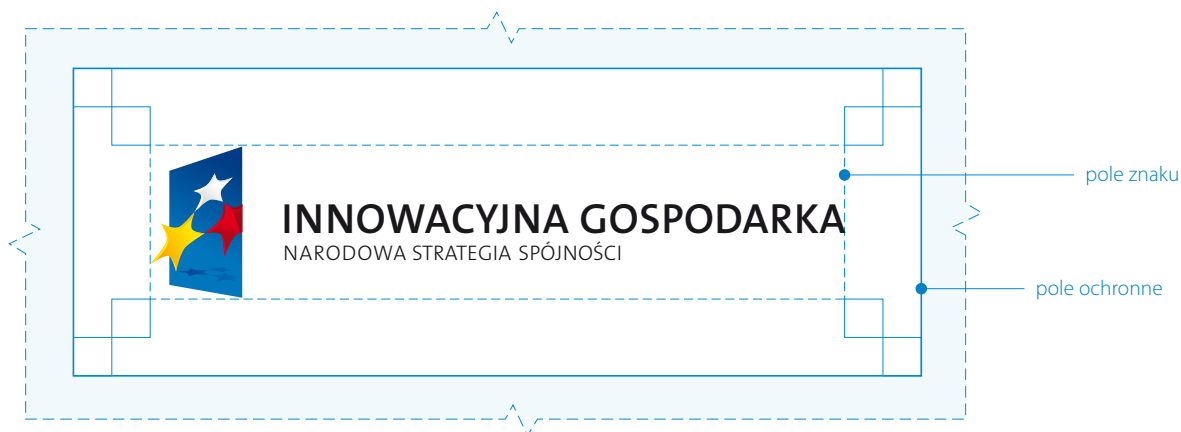 pole znaku
INNOWACYJNA GOSPODARKA
NARODOWA STRATEGIA SPÓJNOŚCI
pole ochronne